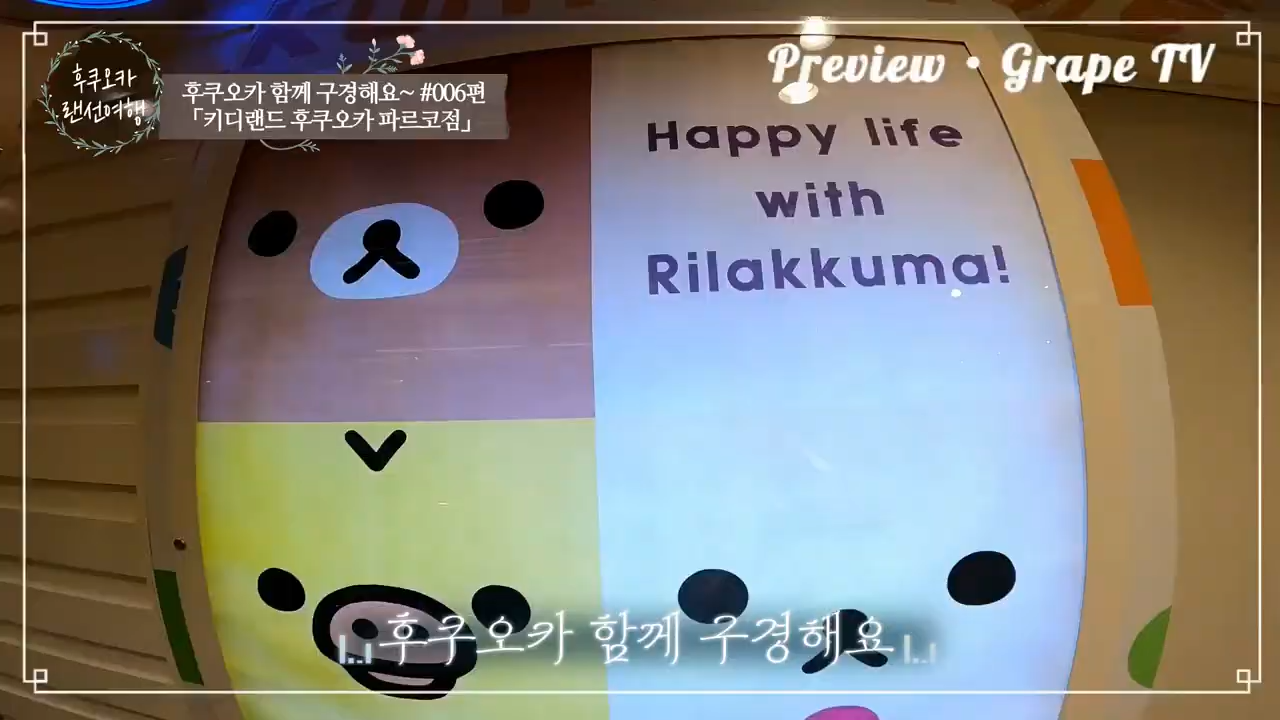 후쿠오카
랜선여행
후쿠오카 함께 구경해요~ #006편
「키디랜드 후쿠오카 파르코점」
Preview • Grape TV
Happy life
with
Rilakkuma!
후쿠오카 함께 구경해요